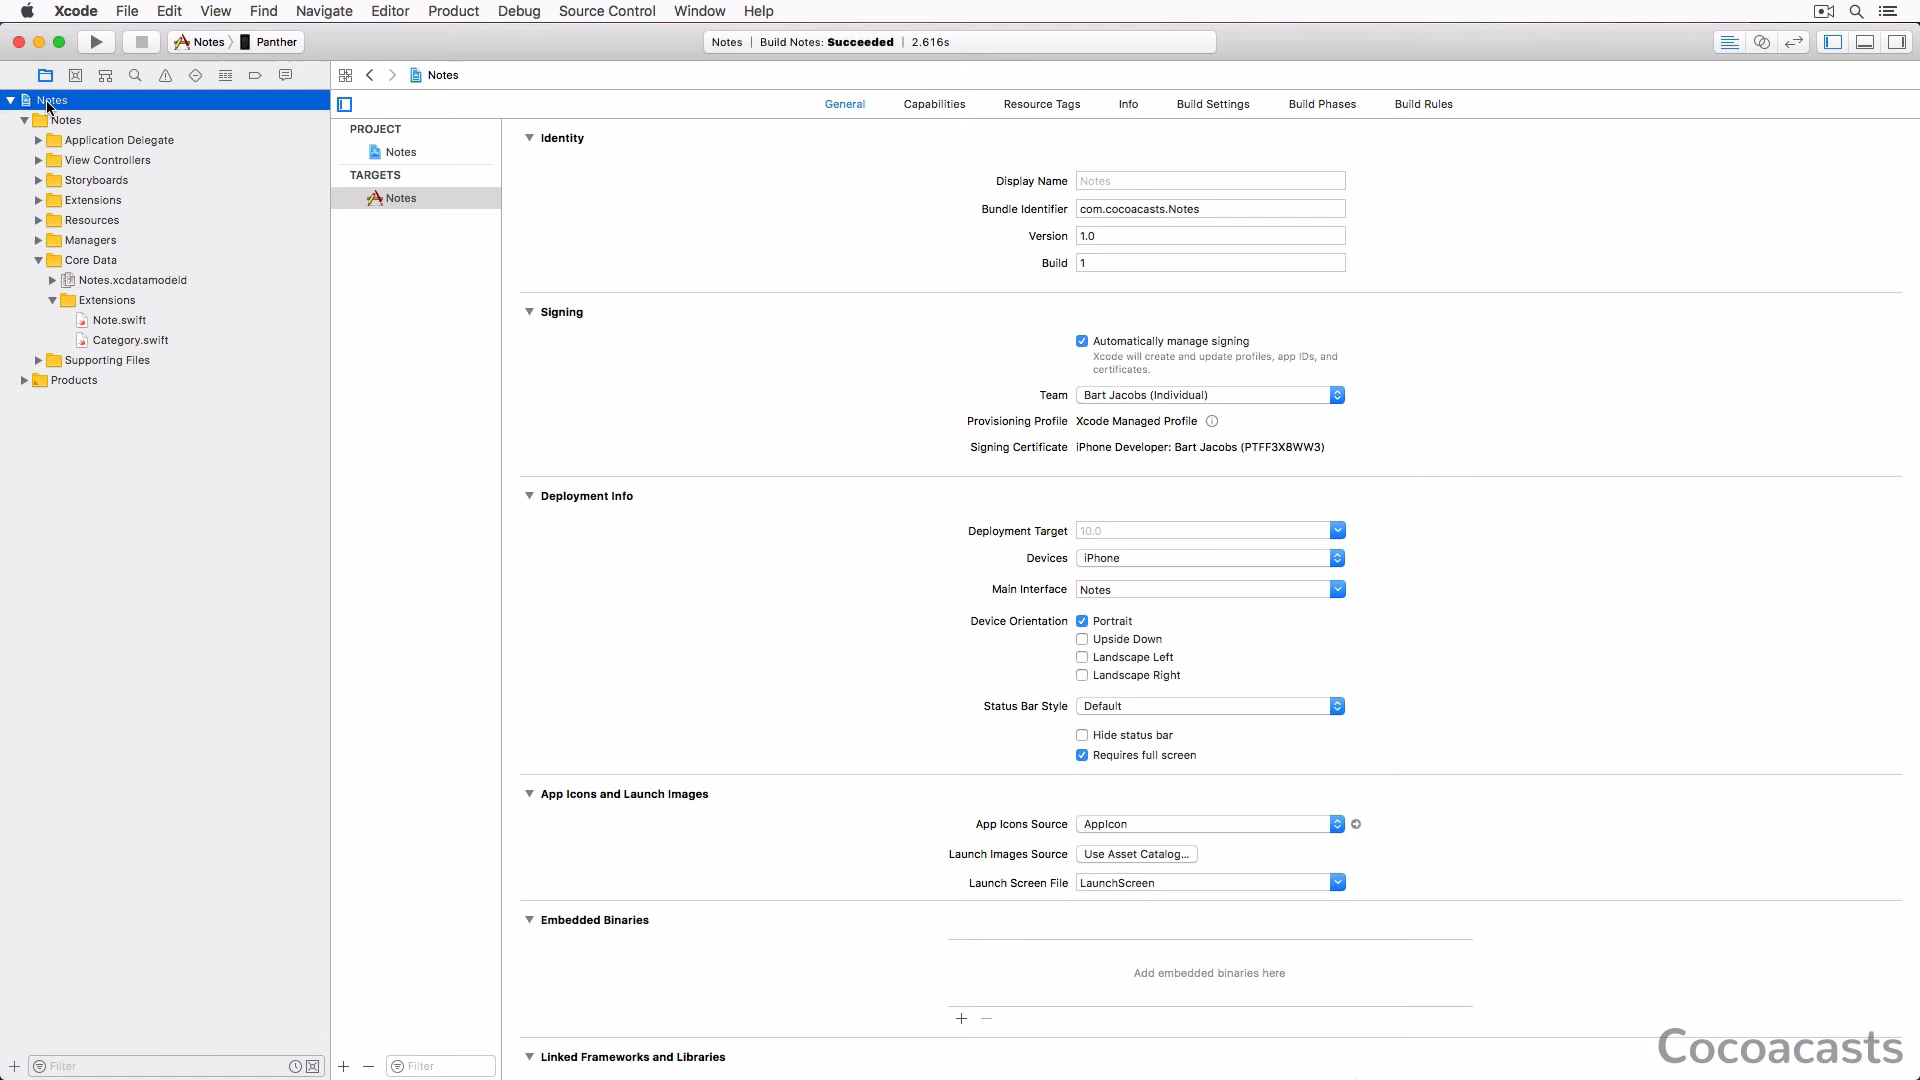 Xcode File Edit View Find Navigate Editor Product Debug Source Control Window Help
Notes Panther
Notes | Build Notes: Succeeded | 2.616s
Notes
Notes
Notes
Application Delegate
View Controllers
Storyboards
Extensions
Resources
Managers
Core Data
Notes.xcdatamodeld
Extensions
Note.swift
Category.swift
Supporting Files
Products
Filter
General Capabilities Resource Tags Info Build Settings Build Phases Build Rules
PROJECT
Notes
TARGETS
Notes
Filter
Identity
Display Name Notes
Bundle Identifier com.cocoacasts.Notes
Version 1.0
Build 1
Signing
Automatically manage signing
Xcode will create and update profiles, app IDs, and
certificates.
Team Bart Jacobs (Individual)
Provisioning Profile Xcode Managed Profile
Signing Certificate iPhone Developer: Bart Jacobs (PTFF3X8WW3)
Deployment Info
Deployment Target 10.0
Devices iPhone
Main Interface Notes
Device Orientation Portrait
Upside Down
Landscape Left
Landscape Right
Status Bar Style Default
Hide status bar
Requires full screen
App Icons and Launch Images
App Icons Source AppIcon
Launch Images Source Use Asset Catalog...
Launch Screen File LaunchScreen
Embedded Binaries
Add embedded binaries here
Linked Frameworks and Libraries
Cocoacasts